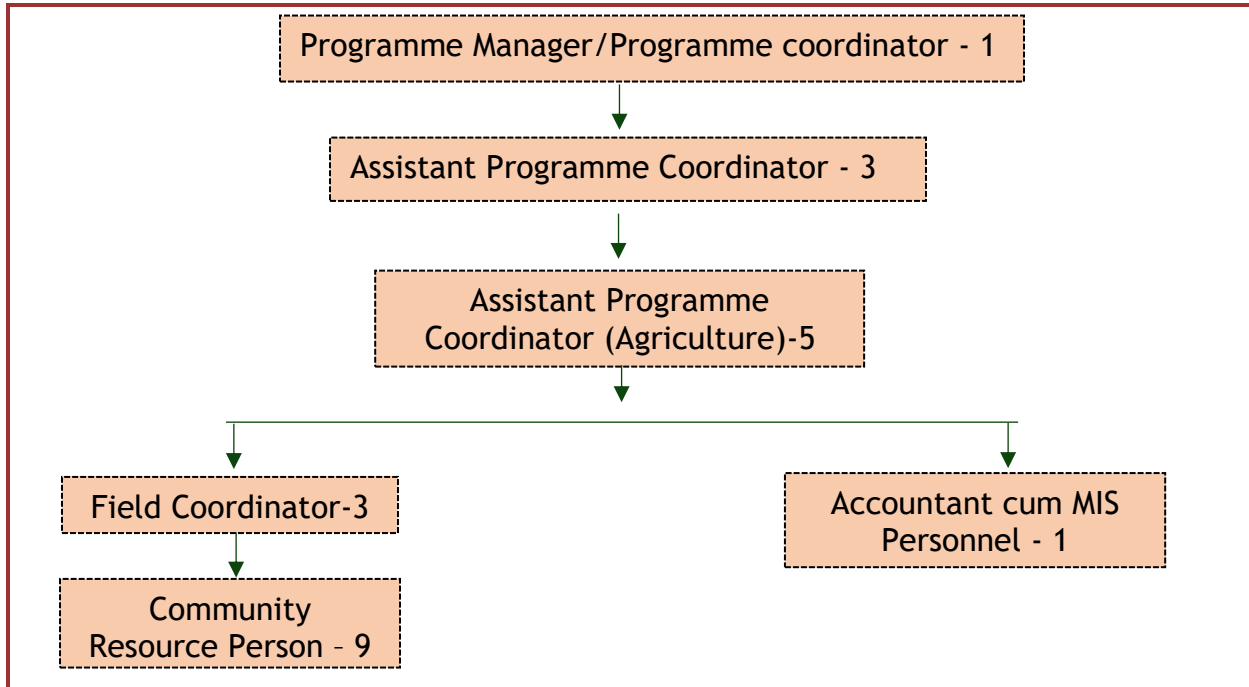 Programme Manager/Programme coordinator - 1
Assistant Programme Coordinator - 3
Assistant Programme
Coordinator (Agriculture)-5
Field Coordinator-3
Accountant cum MIS
Personnel - 1
Community
Resource Person – 9